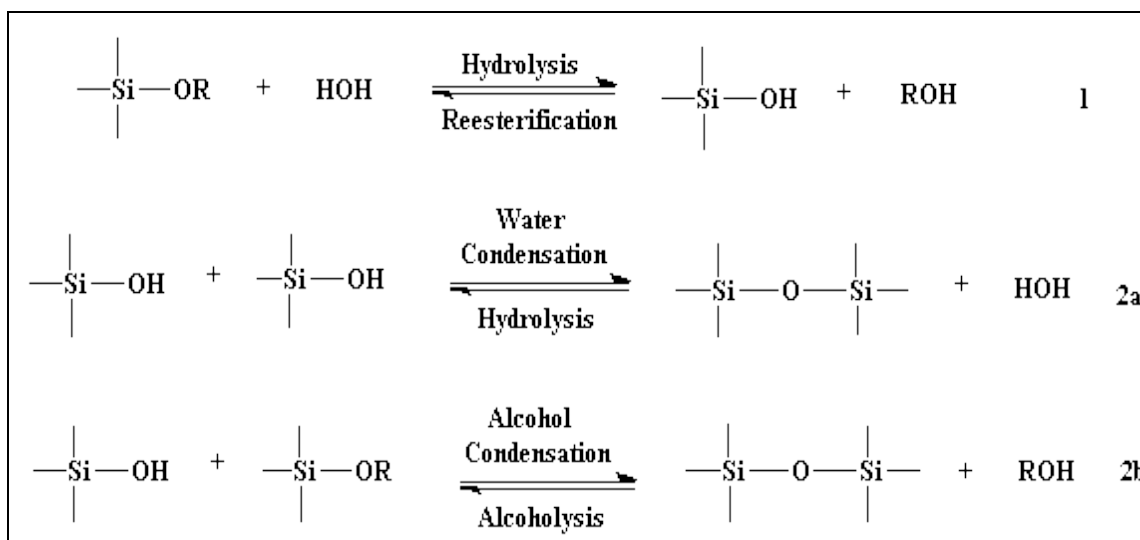 Si OR + HOH Hydrolysis Si OH + ROH 1
Reesterification
Water
Si OH + Si OH Condensation Si O Si + HOH 2a
Hydrolysis
Alcohol
Si OH + Si OR Condensation Si O Si + ROH 2b
Alcoholysis